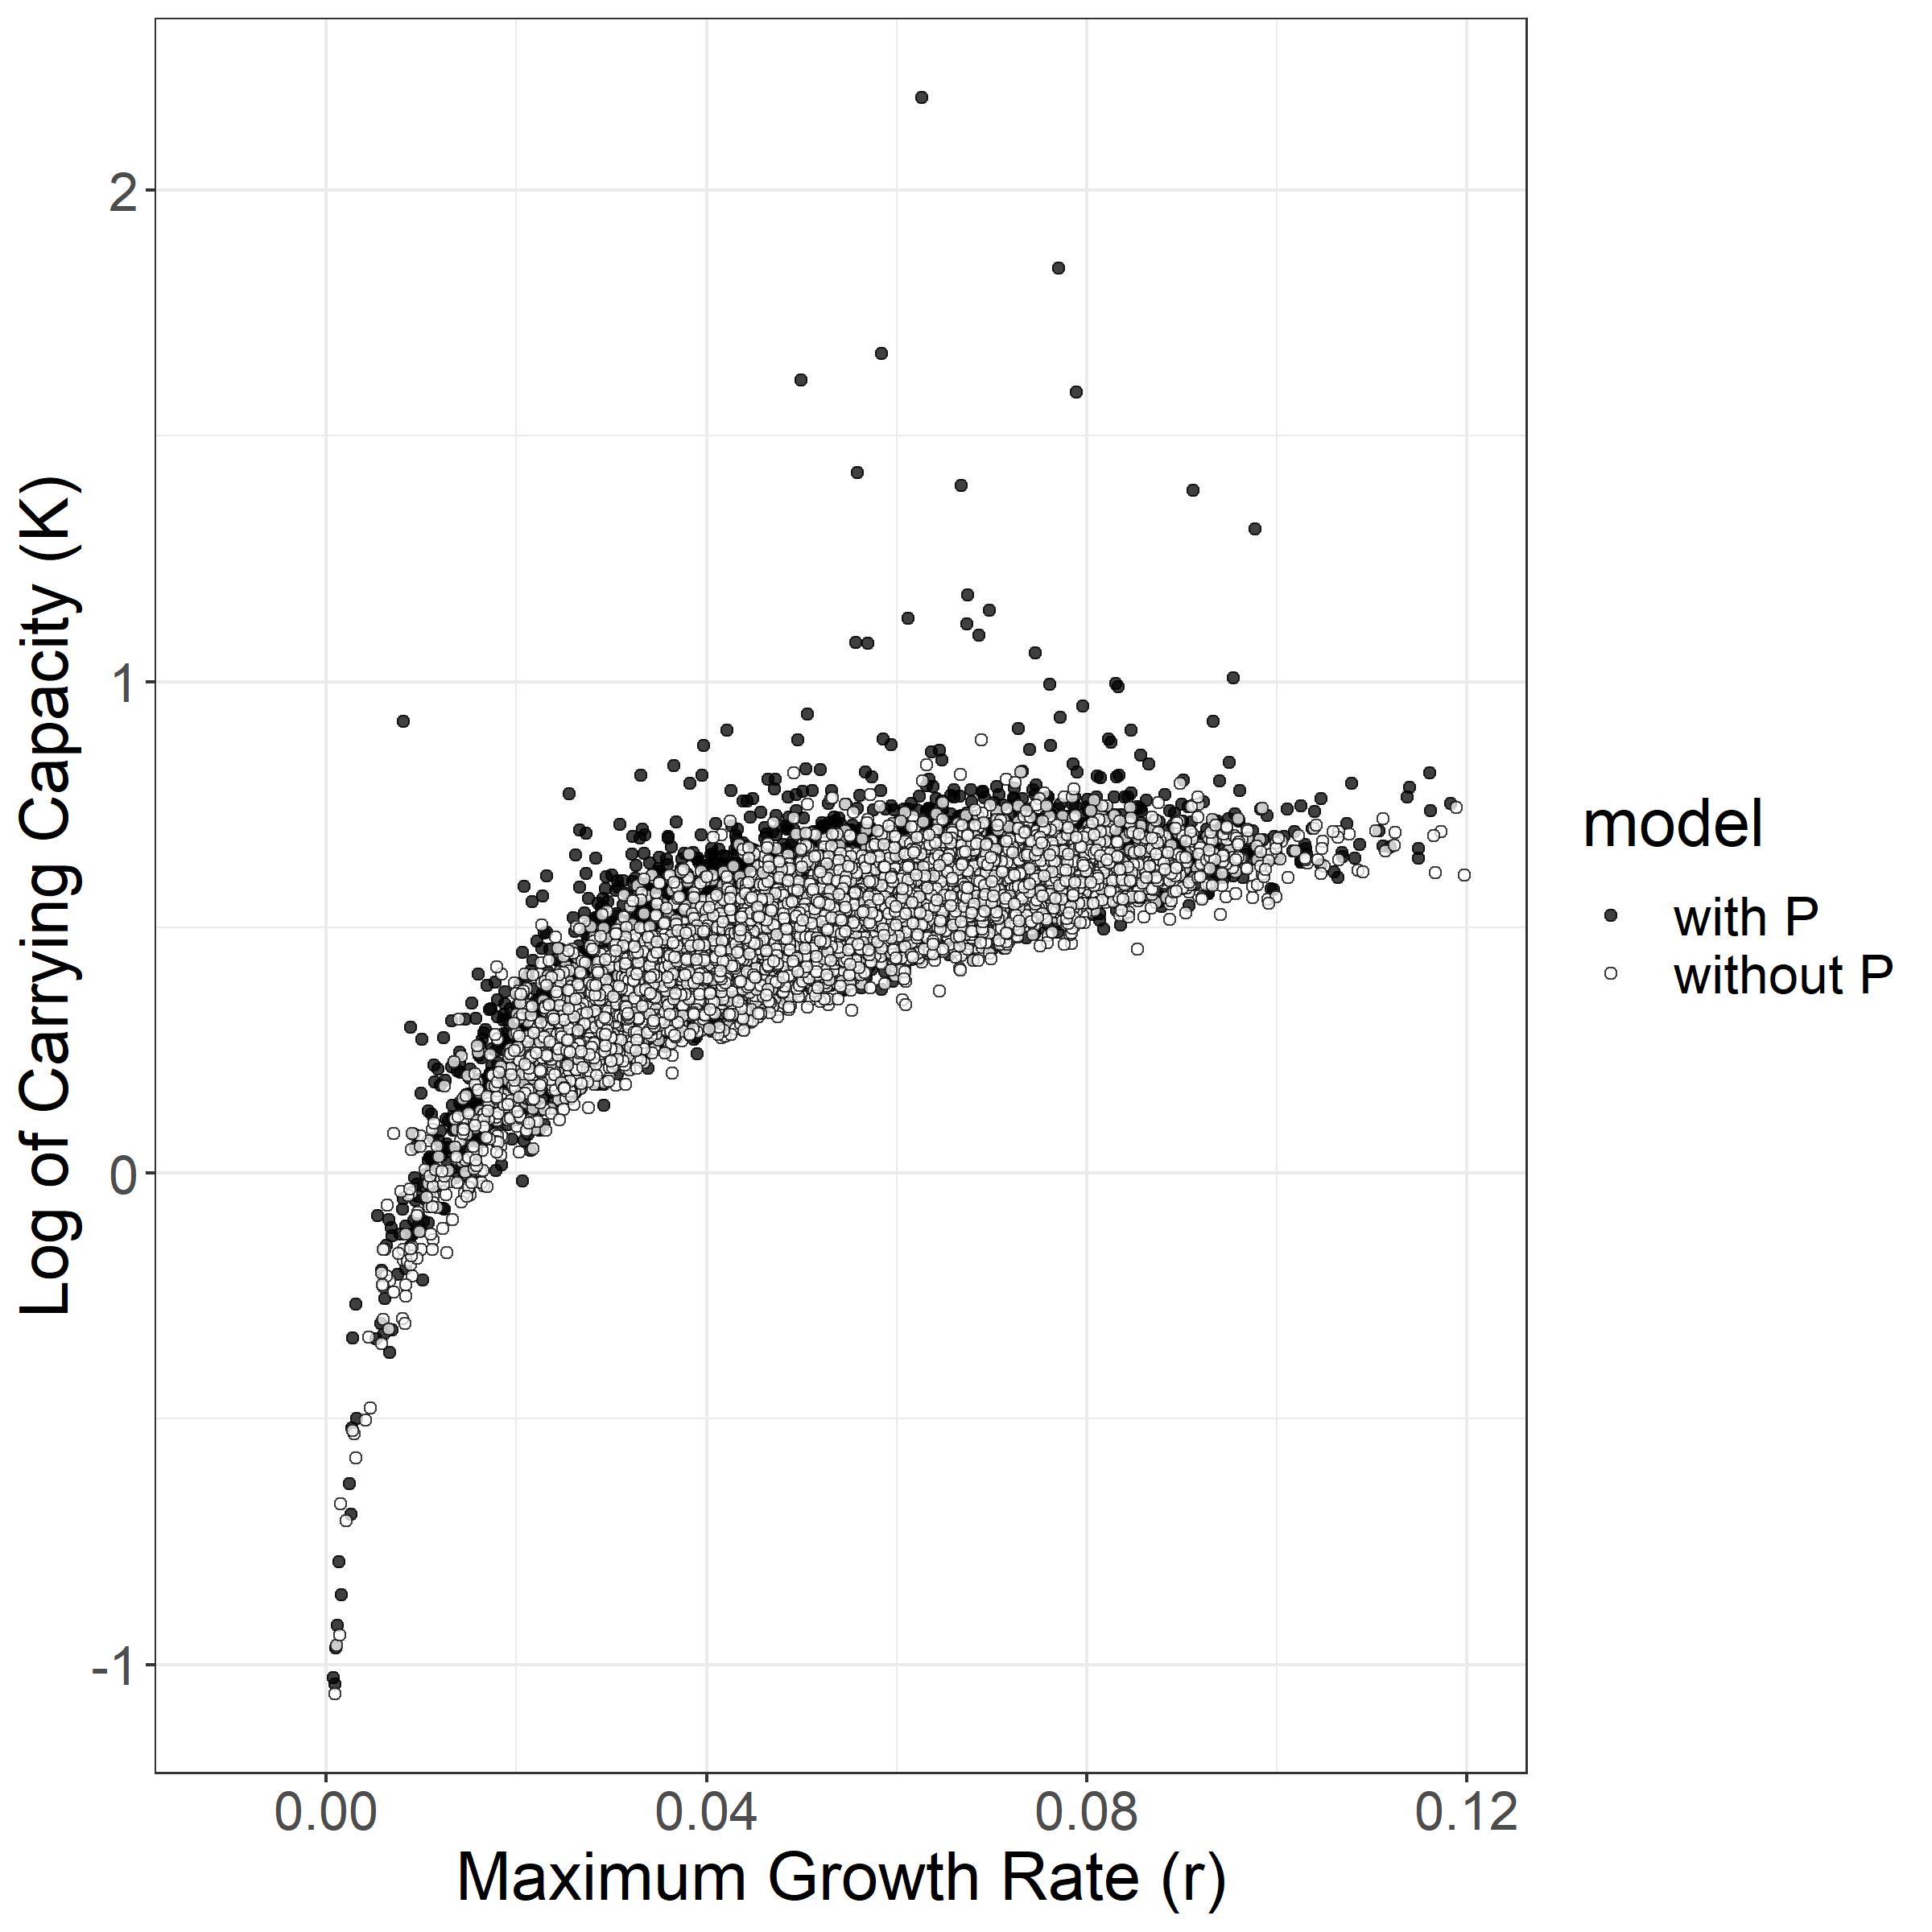 Log of Carrying Capacity (K)
2
1
0
-1
0.00
0.04
0.08
0.12
Maximum Growth Rate (r)
model
with P
without P